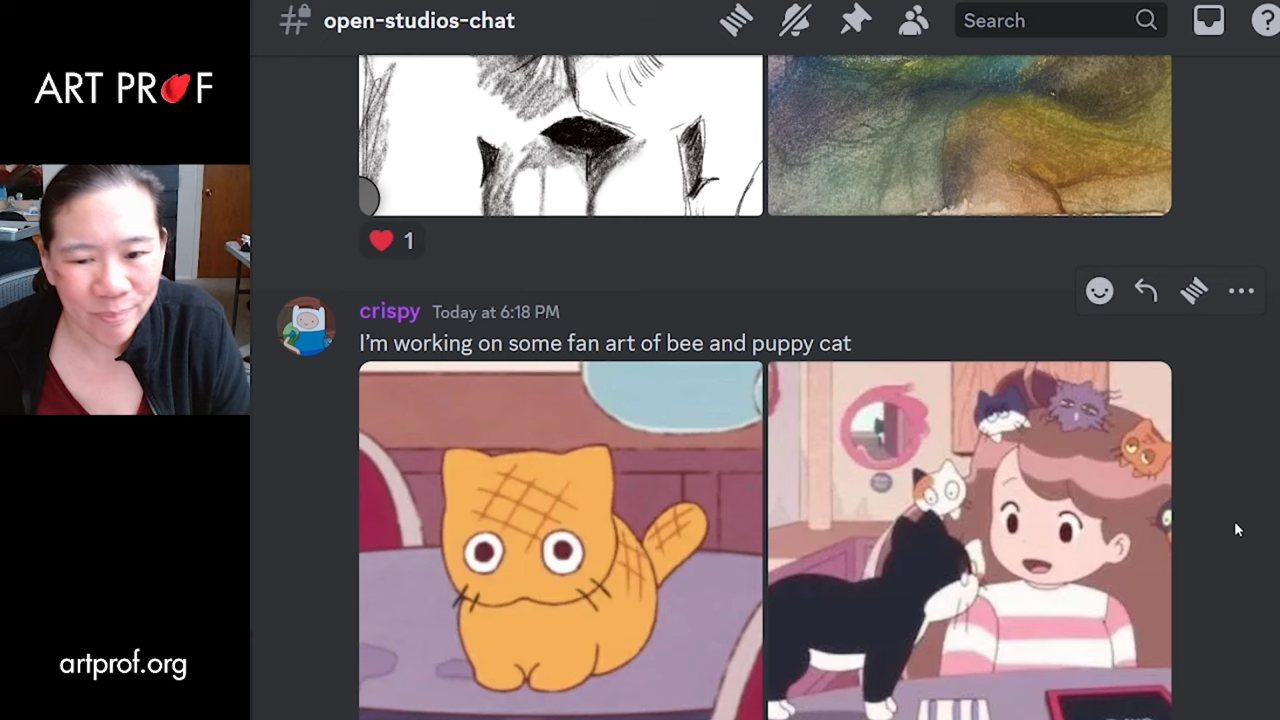 ART PROF
artprof.org
open-studios-chat
Search
1
crispy Today at 6:18 PM
I'm working on some fan art of bee and puppy cat